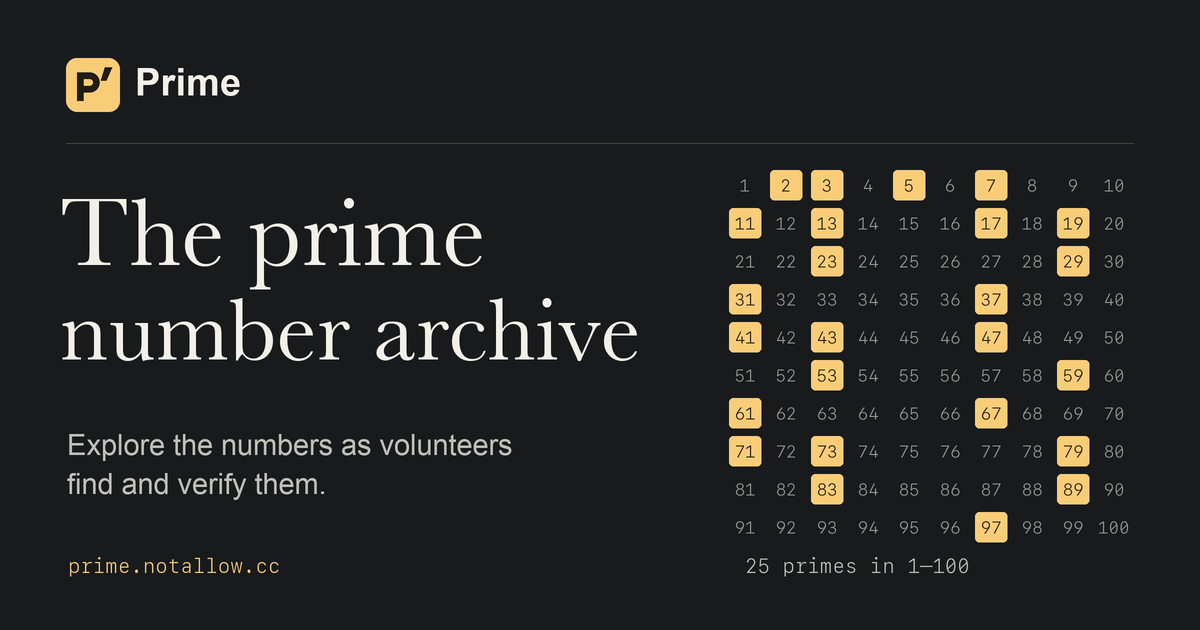 P′ Prime
The prime
number archive
Explore the numbers as volunteers
find and verify them.
prime.notallow.cc
1 2 3 4 5 6 7 8 9 10
11 12 13 14 15 16 17 18 19 20
21 22 23 24 25 26 27 28 29 30
31 32 33 34 35 36 37 38 39 40
41 42 43 44 45 46 47 48 49 50
51 52 53 54 55 56 57 58 59 60
61 62 63 64 65 66 67 68 69 70
71 72 73 74 75 76 77 78 79 80
81 82 83 84 85 86 87 88 89 90
91 92 93 94 95 96 97 98 99 100
25 primes in 1—100